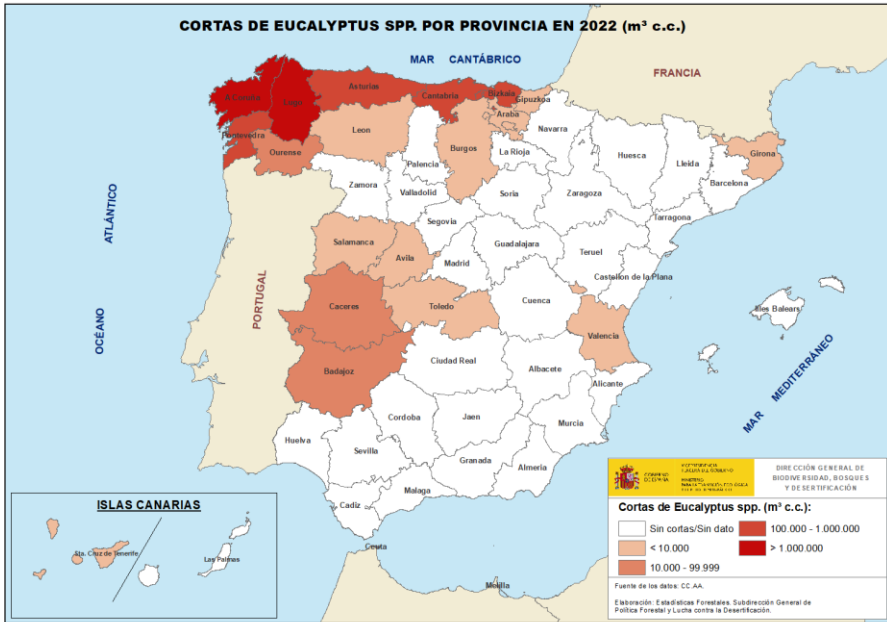 CORTAS DE EUCALYPTUS SPP. POR PROVINCIA EN 2022 (m³ c.c.)
MAR CANTÁBRICO
FRANCIA
A Coruña
Lugo
Asturias
Cantabria
Bizkaia
Gipuzkoa
Araba
Navarra
Pontevedra
Ourense
Leon
Burgos
La Rioja
Huesca
Lleida
Girona
Palencia
Barcelona
Zamora
Valladolid
Soria
Zaragoza
Tarragona
Segovia
Salamanca
Avila
Madrid
Guadalajara
Teruel
Castellon de la Plana
Cuenca
Caceres
Toledo
Valencia
Illes Balears
Badajoz
Ciudad Real
Albacete
Alicante
Murcia
Cordoba
Jaen
Huelva
Sevilla
Granada
Almeria
Malaga
Cadiz
Ceuta
Melilla
OCÉANO ATLÁNTICO
PORTUGAL
MAR MEDITERRÁNEO
ISLAS CANARIAS
Sta. Cruz de Tenerife
Las Palmas
GOBIERNO
DE ESPAÑA
DIRECCIÓN GENERAL DE
BIODIVERSIDAD, BOSQUES
Y DESERTIFICACIÓN
Cortas de Eucalyptus spp. (m³ c.c.):
Sin cortas/Sin dato
100.000 - 1.000.000
< 10.000
> 1.000.000
10.000 - 99.999
Fuente de los datos: CC.AA.
Elaboración: Estadísticas Forestales. Subdirección General de
Política Forestal y Lucha contra la Desertificación.